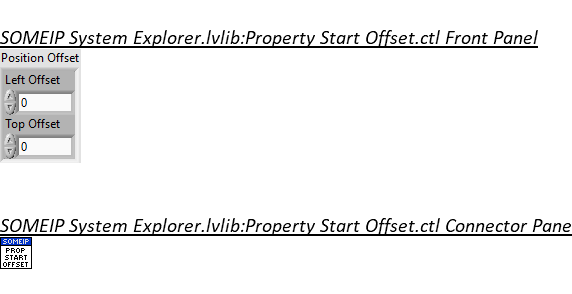 SOMEIP System Explorer.lvlib:Property Start Offset.ctl Front Panel
Position Offset
Left Offset
0
Top Offset
0
SOMEIP System Explorer.lvlib:Property Start Offset.ctl Connector Pane
SOMEIP
PROP
START
OFFSET